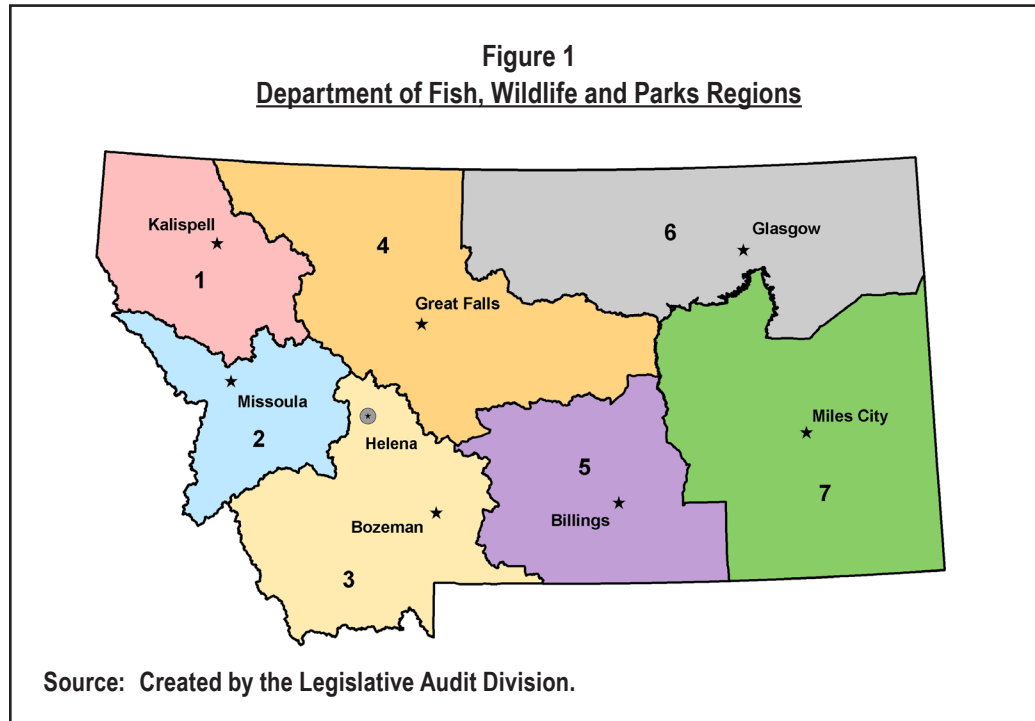 Figure 1
Department of Fish, Wildlife and Parks Regions
Kalispell
1
4
6
Glasgow
Great Falls
Missoula
2
Helena
Miles City
5
7
Bozeman
Billings
3
Source: Created by the Legislative Audit Division.